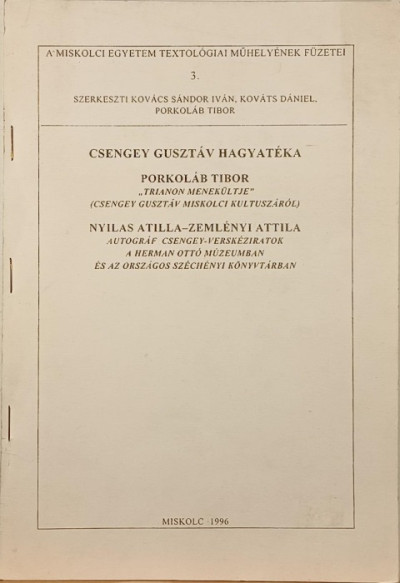 A MISKOLCI EGYETEM TEXTOLÓGIAI MŰHELYÉNEK FÜZETEI
3.
SZERKESZTI KOVÁCS SÁNDOR IVÁN, KOVÁTS DÁNIEL,
PORKOLÁB TIBOR
CSENGEY GUSZTÁV HAGYATÉKA
PORKOLÁB TIBOR
„TRIANON MENEKÜLTJE”
(CSENGEY GUSZTÁV MISKOLCI KULTUSZÁRÓL)
NYILAS ATILLA–ZEMLÉNYI ATTILA
AUTOGRÁF CSENGEY-VERSKÉZIRATOK
A HERMAN OTTÓ MÚZEUMBAN
ÉS AZ ORSZÁGOS SZÉCHÉNYI KÖNYVTÁRBAN
MISKOLC 1996